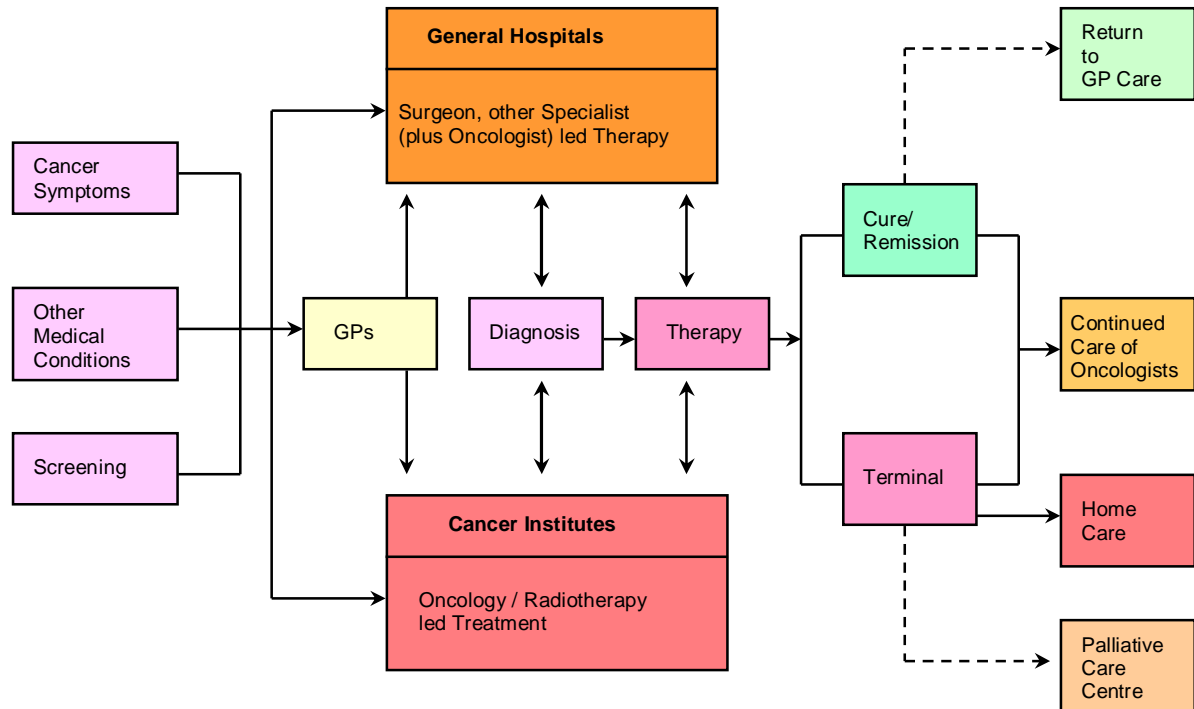 General Hospitals
Surgeon, other Specialist
(plus Oncologist) led Therapy
Return
to
GP Care
Cancer
Symptoms
Cure/
Remission
Other
Medical
Conditions
GPs
Diagnosis
Therapy
Continued
Care of
Oncologists
Screening
Terminal
Cancer Institutes
Oncology / Radiotherapy
led Treatment
Home
Care
Palliative
Care
Centre